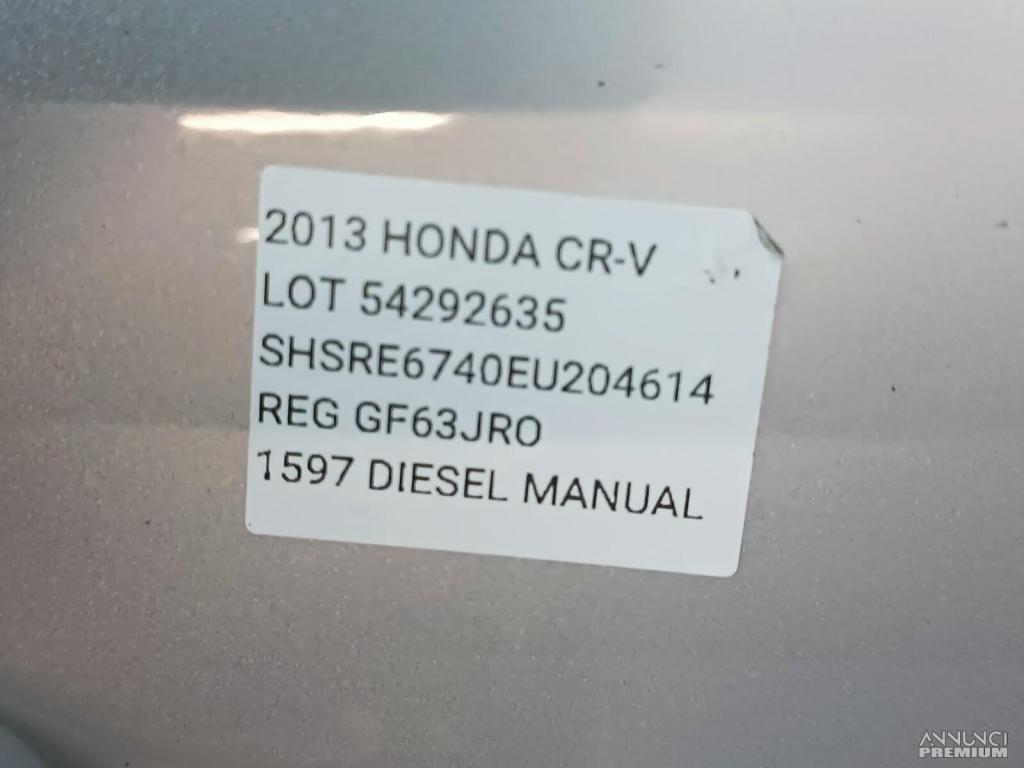 2013 HONDA CR-V
LOT 54292635
SHSRE6740EU204614
REG GF63JRO
1597 DIESEL MANUAL
ANNUNCI
PREMIUM